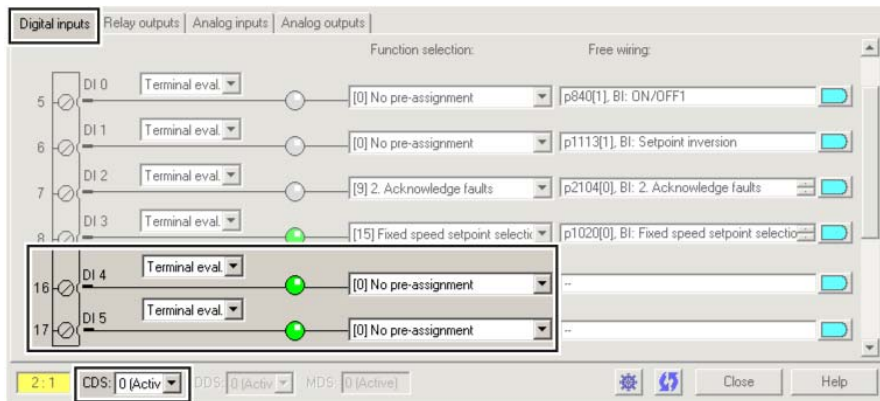 Digital inputs Relay outputs Analog inputs Analog outputs
Function selection: Free wiring:
DI 0 Terminal eval.
5 [0] No pre-assignment p840[1], BI: ON/OFF1
DI 1 Terminal eval.
6 [0] No pre-assignment p1113[1], BI: Setpoint inversion
DI 2 Terminal eval.
7 [9] 2. Acknowledge faults p2104[0], BI: 2. Acknowledge faults
DI 3 Terminal eval.
8 [15] Fixed speed setpoint selectic p1020[0], BI: Fixed speed setpoint selectio
DI 4 Terminal eval.
16 [0] No pre-assignment --
DI 5 Terminal eval.
17 [0] No pre-assignment --
2:1 CDS: 0 (Activ DDS: 0 (Activ MDS: 0 (Active) Close Help